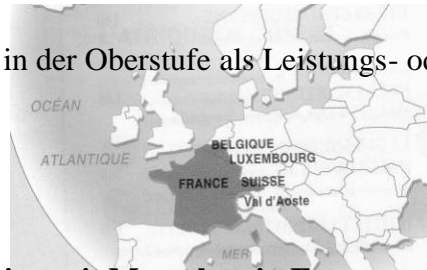 in der Oberstufe als Leistungs- od
OCÉAN
ATLANTIQUE
BELGIQUE
LUXEMBOURG
FRANCE SUISSE
Val d'Aoste
MER